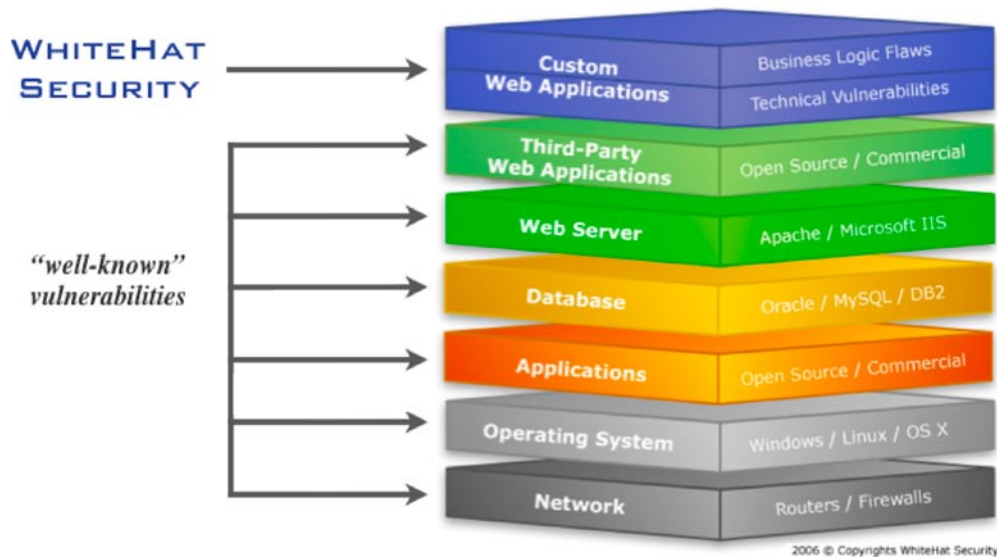 WHITEHAT
SECURITY
Custom
Web Applications
Business Logic Flaws
Technical Vulnerabilities
Third-Party
Web Applications
Open Source / Commercial
Web Server
Apache / Microsoft IIS
“well-known”
vulnerabilities
Database
Oracle / MySQL / DB2
Applications
Open Source / Commercial
Operating System
Windows / Linux / OS X
Network
Routers / Firewalls
2006 © Copyrights WhiteHat Security